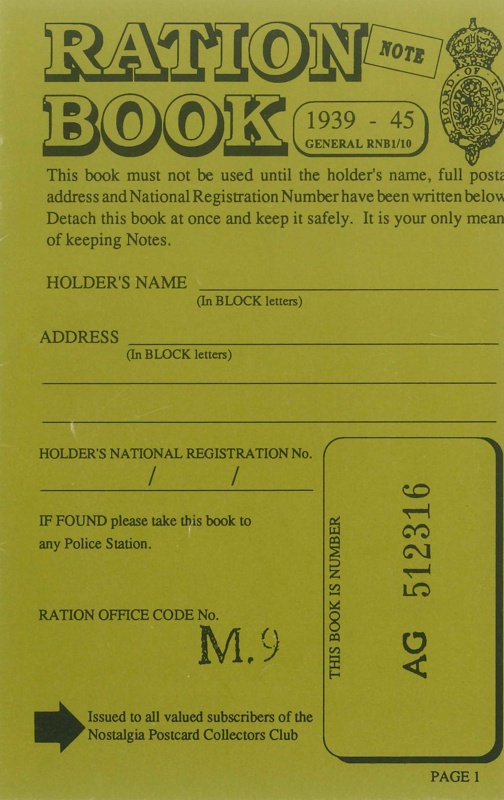 RATION
NOTE
BOOK
1939 - 45
GENERAL RNB1/10
BOARD · OF · TRADE
This book must not be used until the holder's name, full posta
address and National Registration Number have been written below
Detach this book at once and keep it safely. It is your only mean
of keeping Notes.
HOLDER'S NAME
(In BLOCK letters)
ADDRESS
(In BLOCK letters)
HOLDER'S NATIONAL REGISTRATION No.
/ /
IF FOUND please take this book to
any Police Station.
RATION OFFICE CODE No.
M.9
THIS BOOK IS NUMBER
AG 512316
Issued to all valued subscribers of the
Nostalgia Postcard Collectors Club
PAGE 1